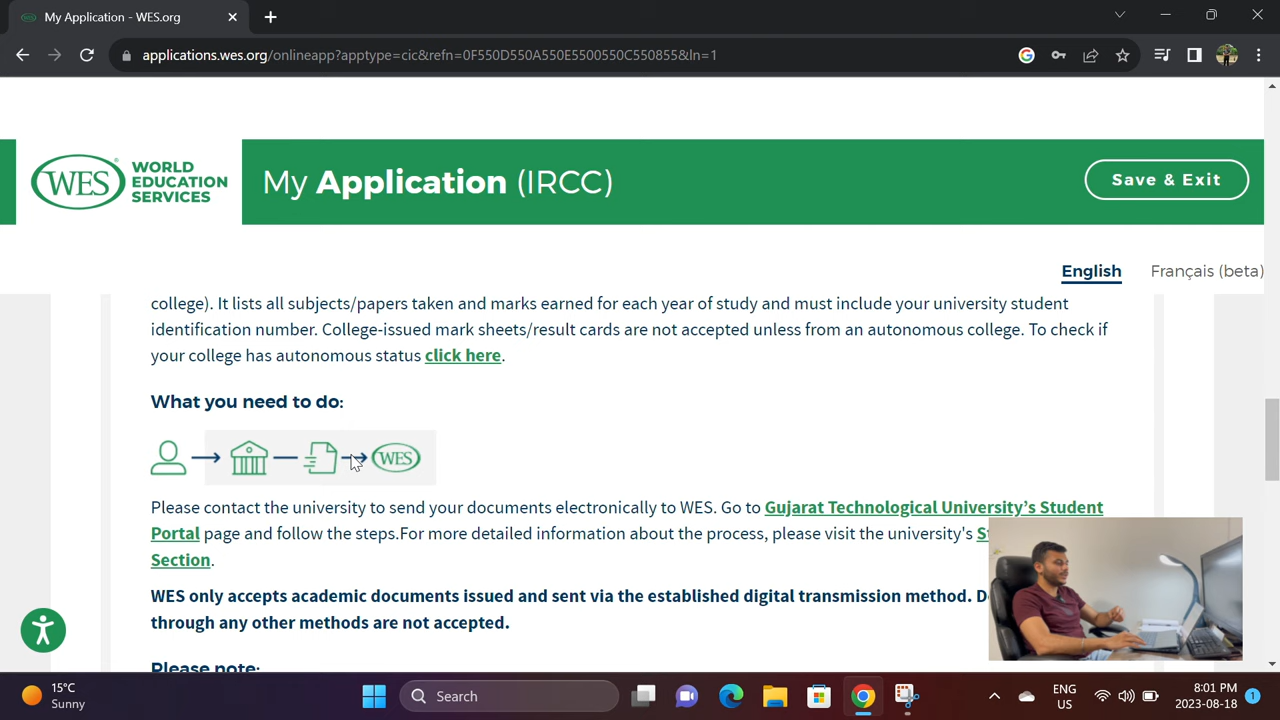 My Application - WES.org
applications.wes.org/onlineapp?apptype=cic&refn=0F550D550A550E5500550C550855&ln=1
WES
WORLD
EDUCATION
SERVICES
My Application (IRCC)
Save & Exit
English
Français (beta)
college). It lists all subjects/papers taken and marks earned for each year of study and must include your university student
identification number. College-issued mark sheets/result cards are not accepted unless from an autonomous college. To check if
your college has autonomous status click here.
What you need to do:
WES
Please contact the university to send your documents electronically to WES. Go to Gujarat Technological University's Student
Portal page and follow the steps.For more detailed information about the process, please visit the university's
Section.
WES only accepts academic documents issued and sent via the established digital transmission method.
through any other methods are not accepted.
Please note:
15°C
Sunny
Search
ENG
US
8:01 PM
2023-08-18
1